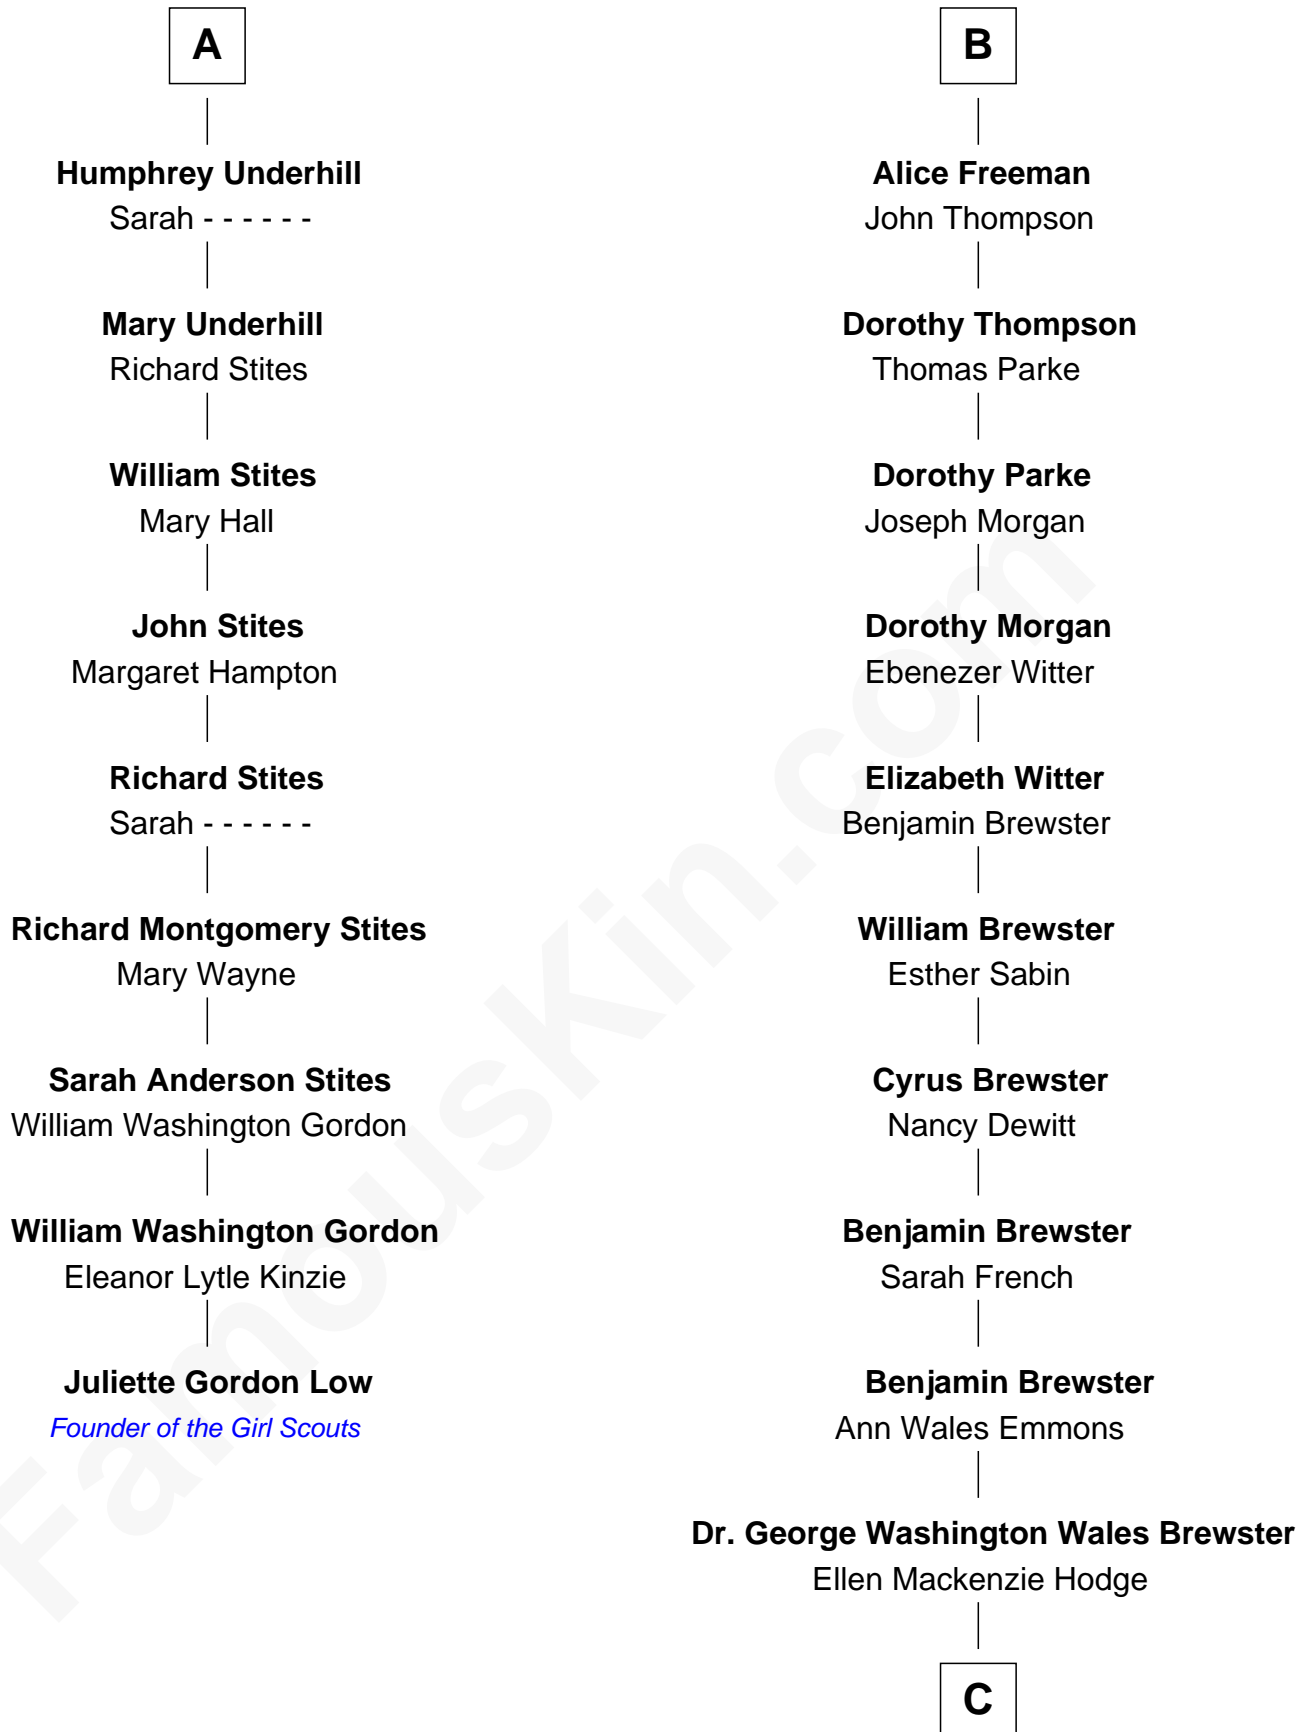 A
Humphrey Underhill
Sarah - - - - - -
Mary Underhill
Richard Stites
William Stites
Mary Hall
John Stites
Margaret Hampton
Richard Stites
Sarah - - - - - -
Richard Montgomery Stites
Mary Wayne
Sarah Anderson Stites
William Washington Gordon
William Washington Gordon
Eleanor Lytle Kinzie
Juliette Gordon Low
Founder of the Girl Scouts
B
Alice Freeman
John Thompson
Dorothy Thompson
Thomas Parke
Dorothy Parke
Joseph Morgan
Dorothy Morgan
Ebenezer Witter
Elizabeth Witter
Benjamin Brewster
William Brewster
Esther Sabin
Cyrus Brewster
Nancy Dewitt
Benjamin Brewster
Sarah French
Benjamin Brewster
Ann Wales Emmons
Dr. George Washington Wales Brewster
Ellen Mackenzie Hodge
C
FamousKin.com